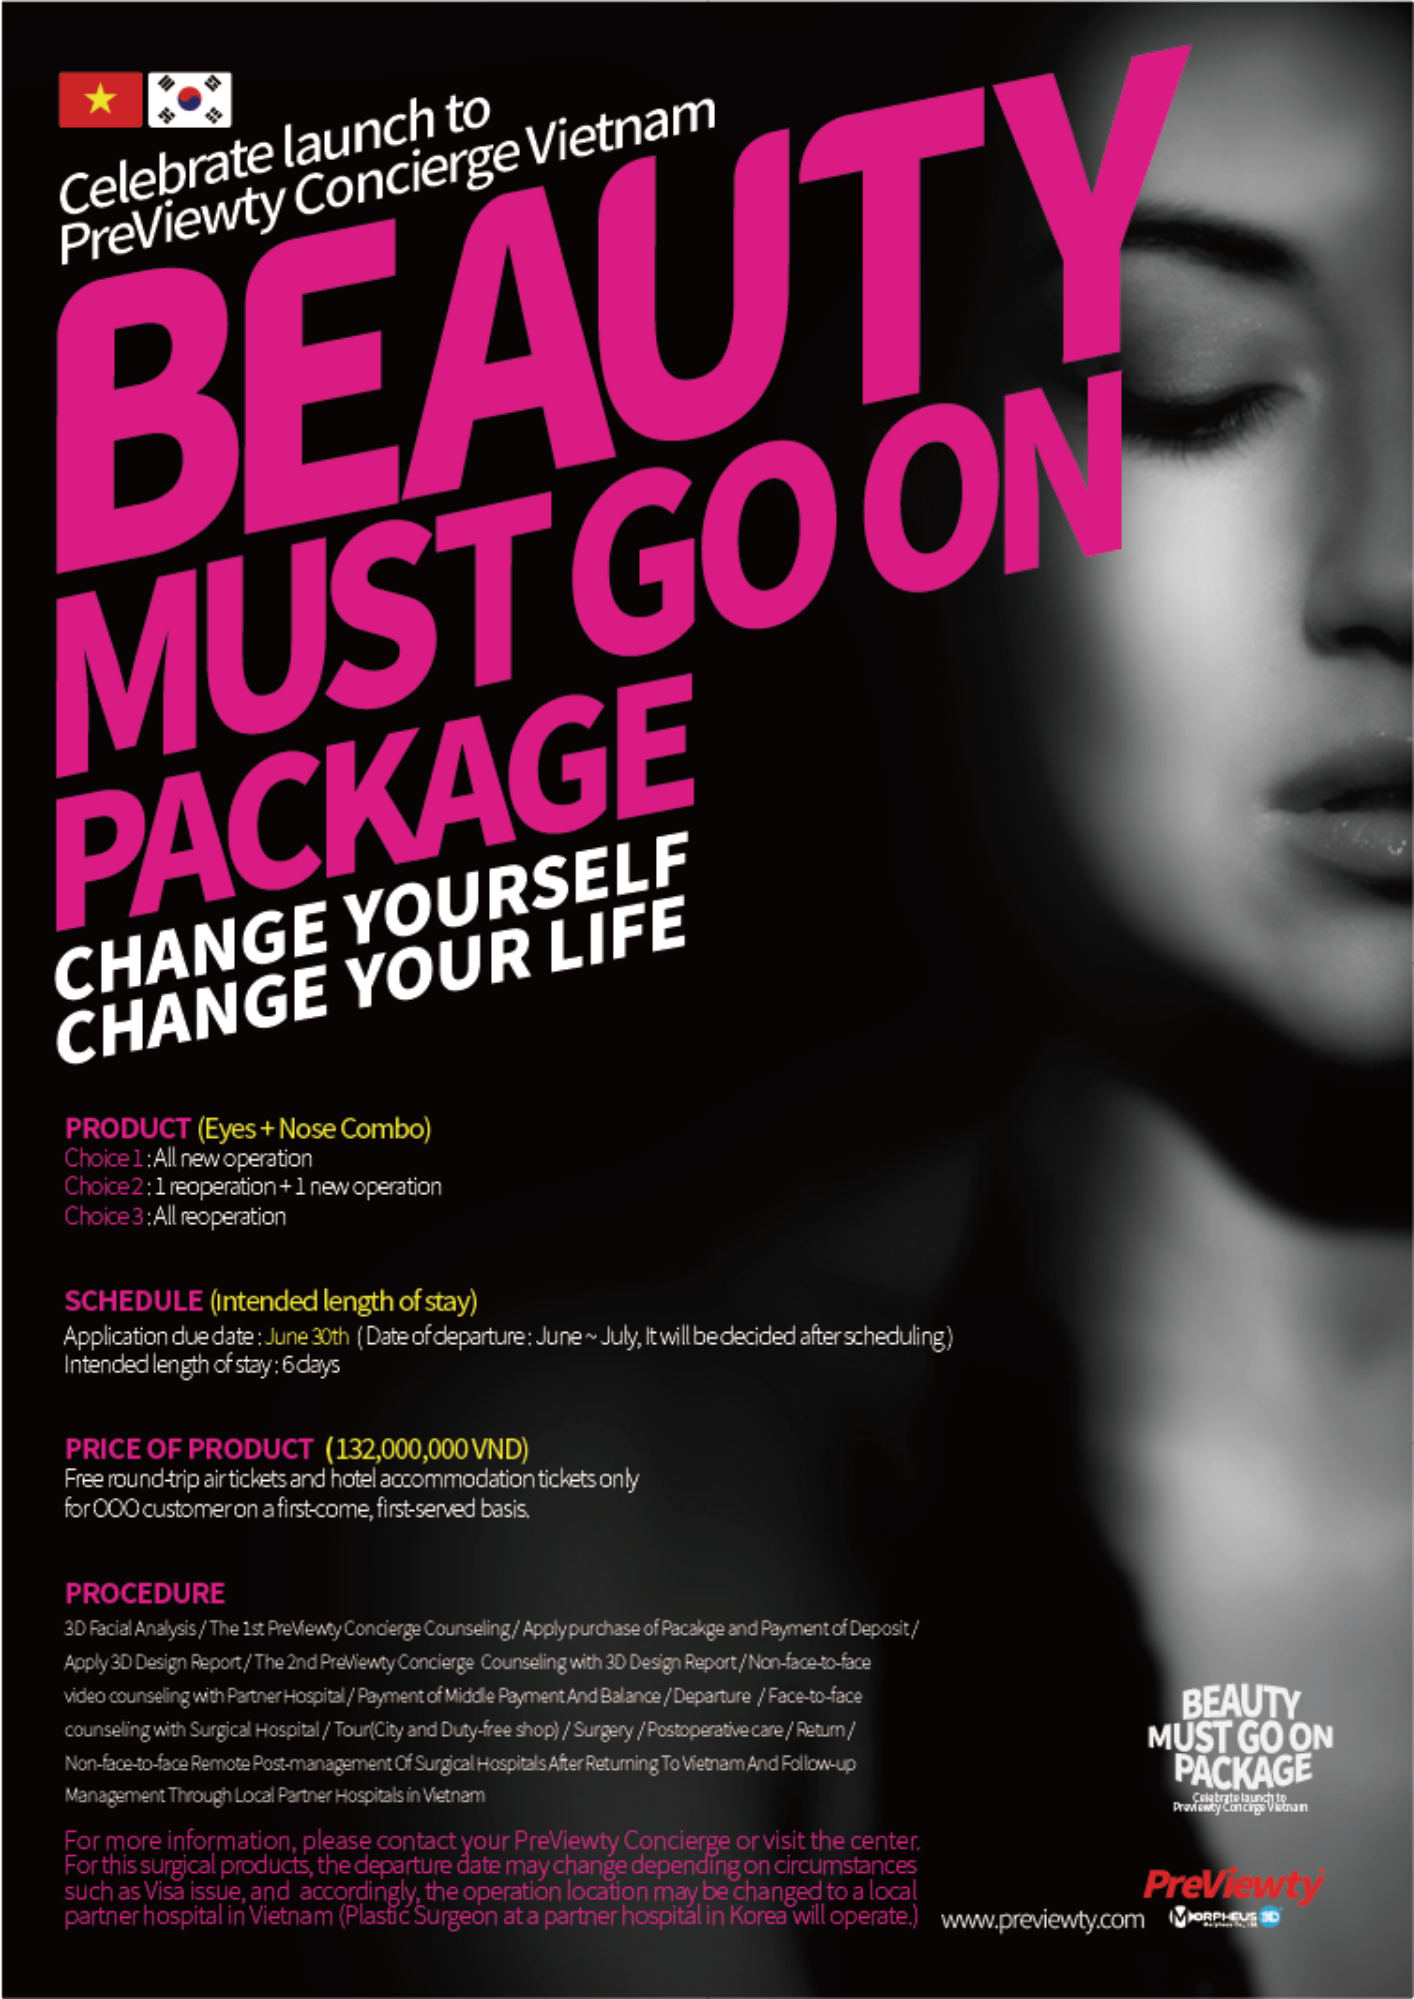 Celebrate launch to
PreViewty Concierge Vietnam
BEAUTY
MUST GO ON
PACKAGE
CHANGE YOURSELF
CHANGE YOUR LIFE
PRODUCT (Eyes + Nose Combo)
Choice 1 : All new operation
Choice 2 : 1 reoperation + 1 new operation
Choice 3 : All reoperation
SCHEDULE (Intended length of stay)
Application due date : June 30th ( Date of departure : June ~ July, It will be decided after scheduling )
Intended length of stay : 6 days
PRICE OF PRODUCT (132,000,000 VND)
Free round-trip air tickets and hotel accommodation tickets only
for OOO customer on a first-come, first-served basis.
PROCEDURE
3D Facial Analysis / The 1st PreViewty Concierge Counseling / Apply purchase of Pacakge and Payment of Deposit /
Apply 3D Design Report / The 2nd PreViewty Concierge Counseling with 3D Design Report / Non-face-to-face
video counseling with Partner Hospital / Payment of Middle Payment And Balance / Departure / Face-to-face
counseling with Surgical Hospital / Tour(City and Duty-free shop) / Surgery / Postoperative care / Return /
Non-face-to-face Remote Post-management Of Surgical Hospitals After Returning To Vietnam And Follow-up
Management Through Local Partner Hospitals in Vietnam
For more information, please contact your PreViewty Concierge or visit the center.
For this surgical products, the departure date may change depending on circumstances
such as Visa issue, and accordingly, the operation location may be changed to a local
partner hospital in Vietnam (Plastic Surgeon at a partner hospital in Korea will operate.)
www.previewty.com
BEAUTY
MUST GO ON
PACKAGE
Celebrate launch to
Previewty Concirge Vietnam
PreViewty
MORPHEUS 3D